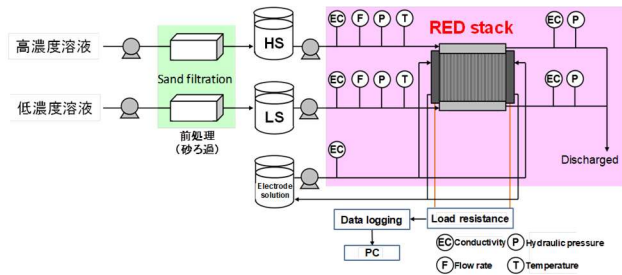 RED stack
EC F P T
EC P
高濃度溶液
HS
Sand filtration
EC F P T
EC P
低濃度溶液
LS
前処理
(砂ろ過)
EC
Discharged
Electrode
solution
Data logging
Load resistance
PC
EC Conductivity
P Hydraulic pressure
F Flow rate
T Temperature